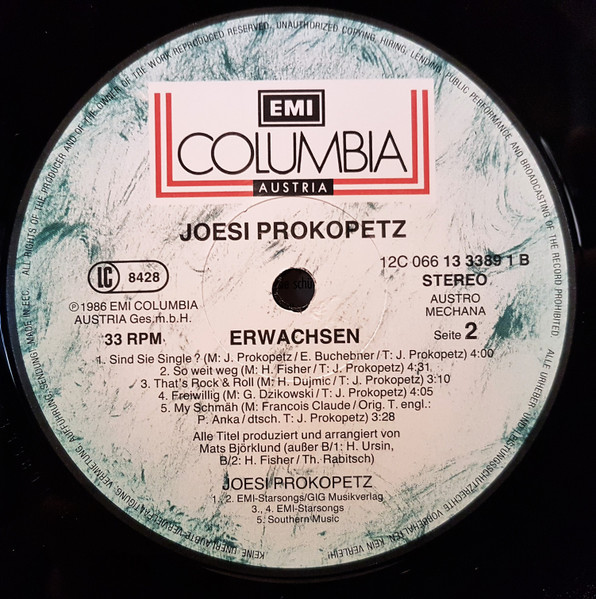 ALL RIGHTS OF THE PRODUCER AND OF THE OWNER OF THE WORK REPRODUCED RESERVED. UNAUTHORIZED COPYING, HIRING, LENDING, PUBLIC PERFORMANCE AND BROADCASTING OF THE RECORD PROHIBITED.
EMI
COLUMBIA
AUSTRIA
JOESI PROKOPETZ
LC 8428
12C 066 13 3389 1 B
STEREO
AUSTRO
MECHANA
Ⓟ 1986 EMI COLUMBIA
AUSTRIA Ges.m.b.H.
33 RPM
ERWACHSEN
Seite 2
1. Sind Sie Single ? (M: J. Prokopetz / E. Buchebner / T: J. Prokopetz) 4:00
2. So weit weg (M: H. Fisher / T: J. Prokopetz) 4:31
3. That's Rock & Roll (M: H. Dujmic / T: J. Prokopetz) 3:10
4. Freiwillig (M: G. Dzikowski / T: J. Prokopetz) 4:05
5. My Schmäh (M: Francois Claude / Orig. T. engl.:
P. Anka / dtsch. T: J. Prokopetz) 3:28
Alle Titel produziert und arrangiert von
Mats Björklund (außer B/1: H. Ursin,
B/2: H. Fisher / Th. Rabitsch)
JOESI PROKOPETZ
1., 2. EMI-Starsongs/GIG Musikverlag
3., 4. EMI-Starsongs
5. Southern Music
ALLE URHEBER UND LEISTUNGSSCHUTZRECHTE VORBEHALTEN. KEIN VERLEIH! KEINE UNERLAUBTE VERVIELFÄLTIGUNG, VERMIETUNG, AUFFÜHRUNG, SENDUNG. MADE IN EEC.